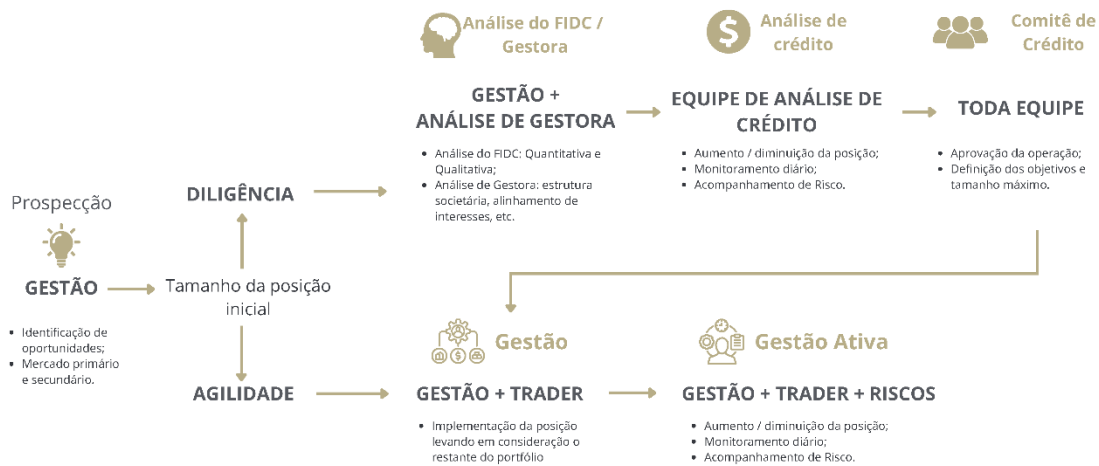 Prospecção
GESTÃO
• Identificação de
oportunidades;
• Mercado primário
e secundário.
Tamanho da posição
inicial
DILIGÊNCIA
AGILIDADE
Análise do FIDC /
Gestora
GESTÃO +
ANÁLISE DE GESTORA
• Análise do FIDC: Quantitativa e
Qualitativa;
• Análise de Gestora: estrutura
societária, alinhamento de
interesses, etc.
Análise de
crédito
EQUIPE DE ANÁLISE DE
CRÉDITO
▪ Aumento / diminuição da posição;
▪ Monitoramento diário;
▪ Acompanhamento de Risco.
Comitê de
Crédito
TODA EQUIPE
• Aprovação da operação;
• Definição dos objetivos e
tamanho máximo.
Gestão
GESTÃO + TRADER
• Implementação da posição
levando em consideração o
restante do portfólio
Gestão Ativa
GESTÃO + TRADER + RISCOS
• Aumento / diminuição da posição;
• Monitoramento diário;
• Acompanhamento de Risco.